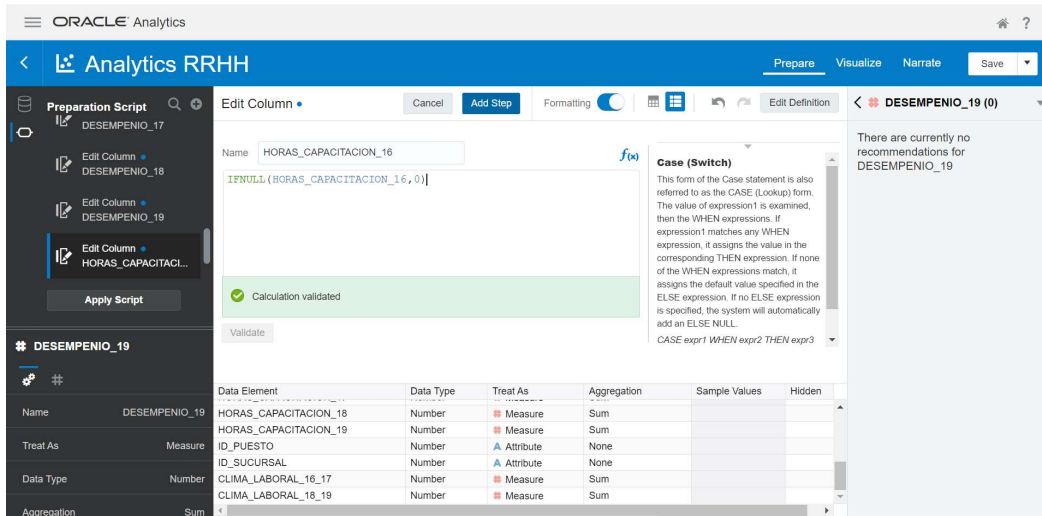 ORACLE Analytics
?
Analytics RRHH
Prepare
Visualize
Narrate
Save
Preparation Script
DESEMPENIO_17
Edit Column
DESEMPENIO_18
Edit Column
DESEMPENIO_19
Edit Column
HORAS_CAPACITACI...
Apply Script
# DESEMPENIO_19
#
Name DESEMPENIO_19
Treat As Measure
Data Type Number
Aggregation Sum
Edit Column
Cancel
Add Step
Formatting
Edit Definition
Name HORAS_CAPACITACION_16
f(x)
IFNULL(HORAS_CAPACITACION_16,0)
Calculation validated
Validate
Case (Switch)
This form of the Case statement is also
referred to as the CASE (Lookup) form.
The value of expression1 is examined,
then the WHEN expressions. If
expression1 matches any WHEN
expression, it assigns the value in the
corresponding THEN expression. If none
of the WHEN expressions match, it
assigns the default value specified in the
ELSE expression. If no ELSE expression
is specified, the system will automatically
add an ELSE NULL.
CASE expr1 WHEN expr2 THEN expr3
Data Element Data Type Treat As Aggregation Sample Values Hidden
HORAS_CAPACITACION_18 Number # Measure Sum
HORAS_CAPACITACION_19 Number # Measure Sum
ID_PUESTO Number A Attribute None
ID_SUCURSAL Number A Attribute None
CLIMA_LABORAL_16_17 Number # Measure Sum
CLIMA_LABORAL_18_19 Number # Measure Sum
# DESEMPENIO_19 (0)
There are currently no
recommendations for
DESEMPENIO_19